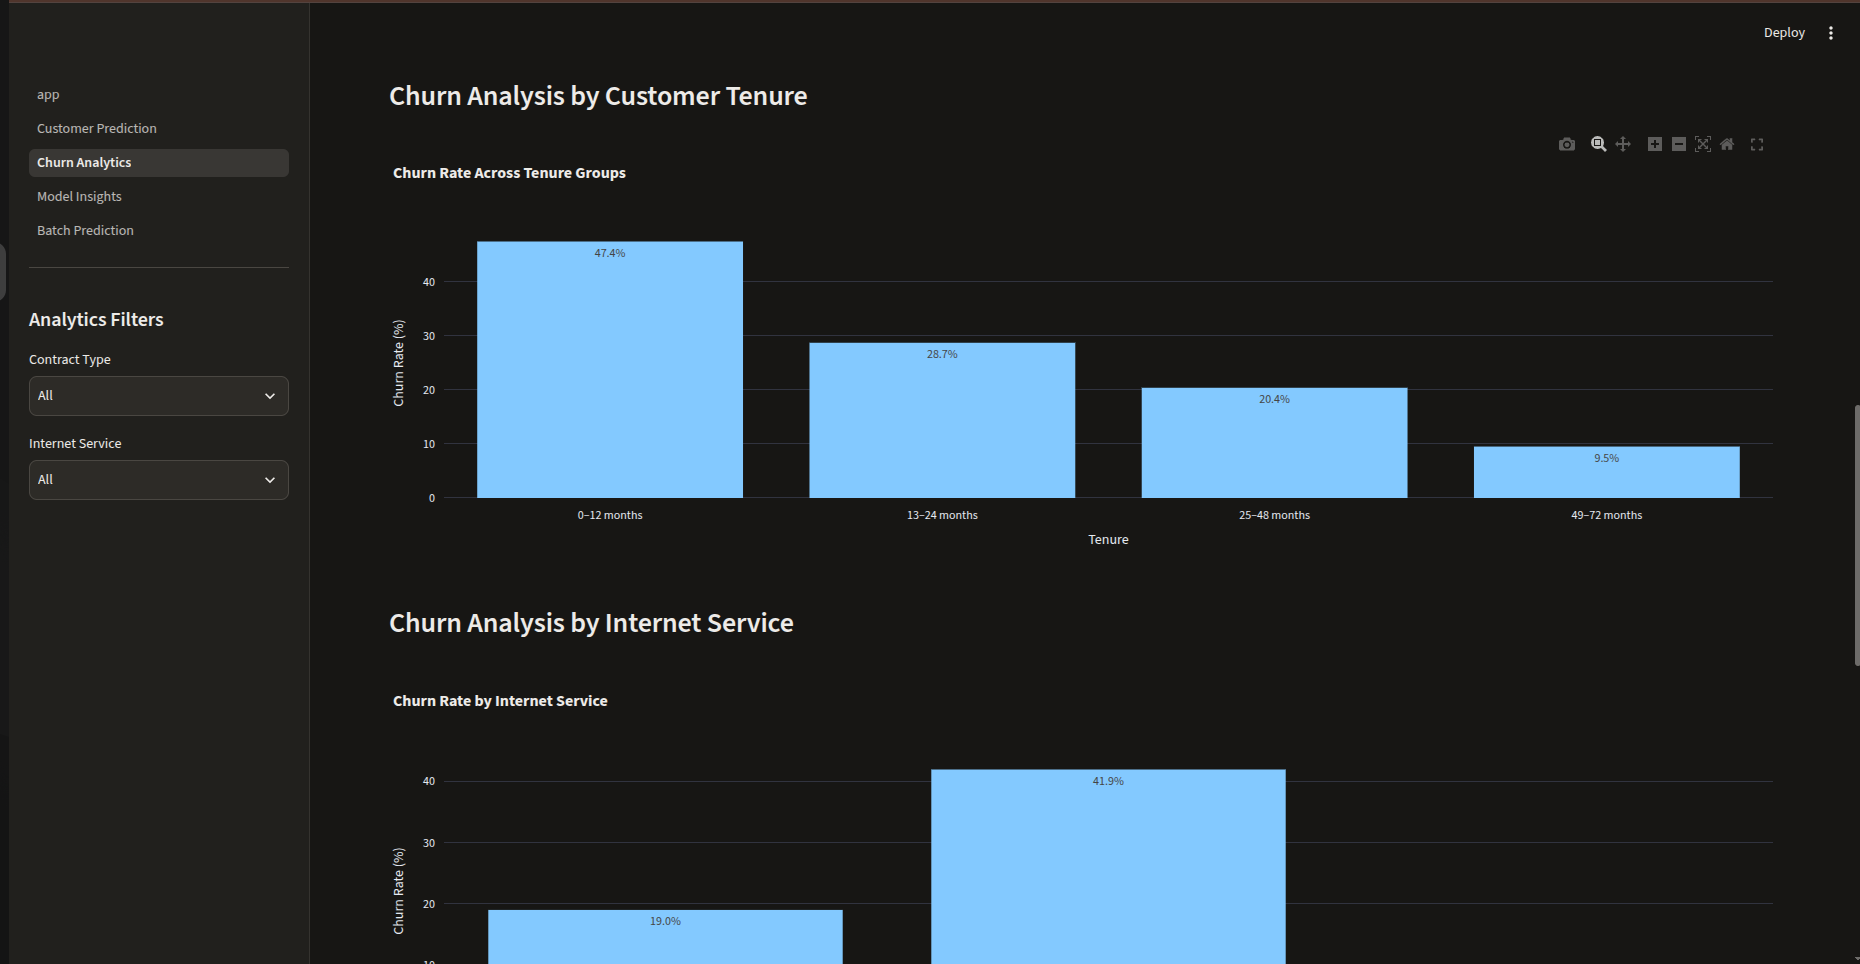 Deploy
app
Customer Prediction
Churn Analytics
Model Insights
Batch Prediction
Analytics Filters
Contract Type
All
Internet Service
All
Churn Analysis by Customer Tenure
Churn Rate Across Tenure Groups
Churn Rate (%)
40
30
20
10
0
47.4%
28.7%
20.4%
9.5%
0–12 months
13–24 months
25–48 months
49–72 months
Tenure
Churn Analysis by Internet Service
Churn Rate by Internet Service
Churn Rate (%)
40
30
20
10
19.0%
41.9%